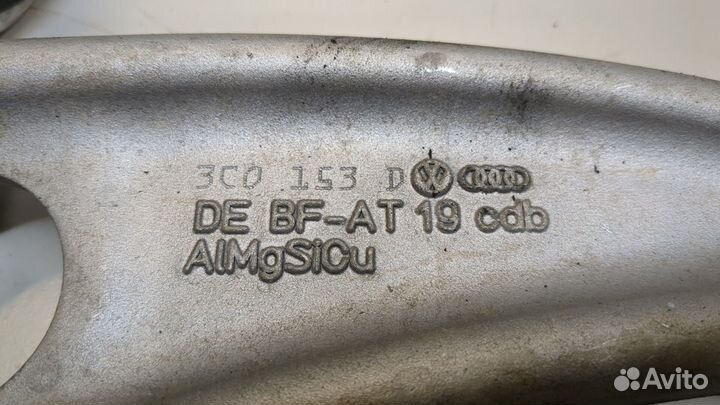 3C0 153 D
DE BF-AT 19 cdb
AlMgSiCu
Avito